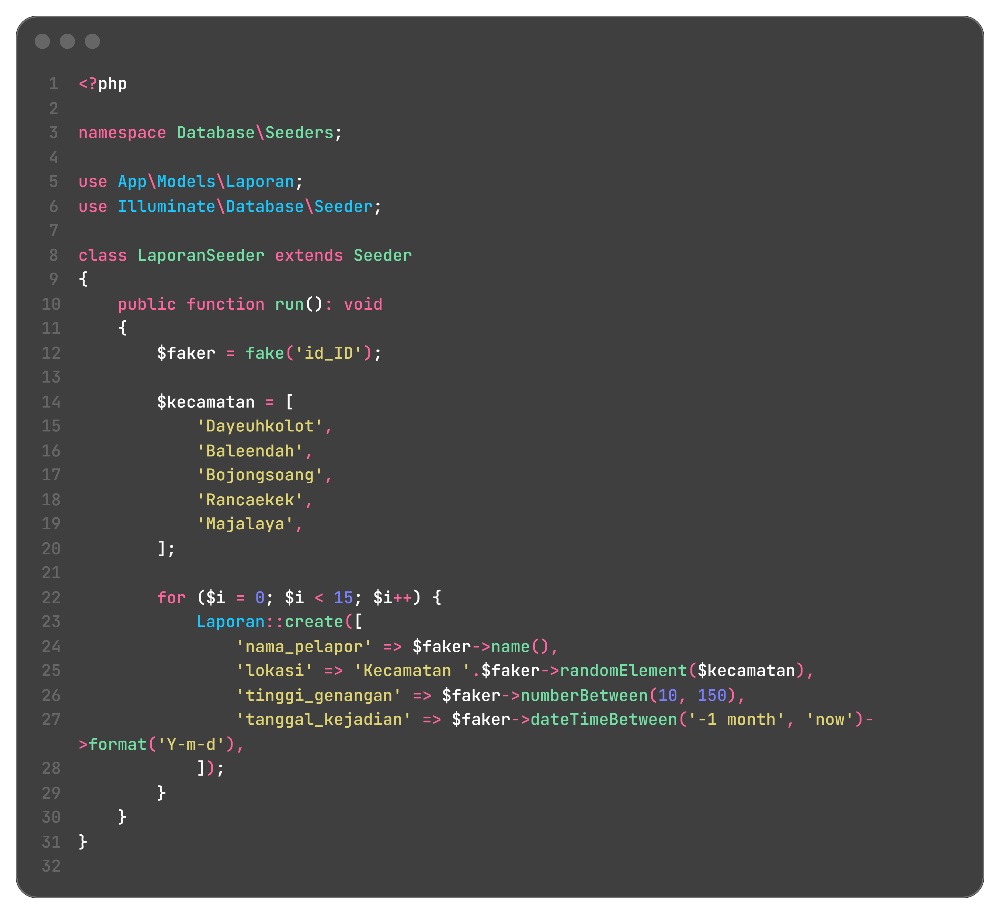 1 <?php
2
3 namespace Database\Seeders;
4
5 use App\Models\Laporan;
6 use Illuminate\Database\Seeder;
7
8 class LaporanSeeder extends Seeder
9 {
10     public function run(): void
11     {
12         $faker = fake('id_ID');
13
14         $kecamatan = [
15             'Dayeuhkolot',
16             'Baleendah',
17             'Bojongsoang',
18             'Rancaekek',
19             'Majalaya',
20         ];
21
22         for ($i = 0; $i < 15; $i++) {
23             Laporan::create([
24                 'nama_pelapor' => $faker->name(),
25                 'lokasi' => 'Kecamatan '.$faker->randomElement($kecamatan),
26                 'tinggi_genangan' => $faker->numberBetween(10, 150),
27                 'tanggal_kejadian' => $faker->dateTimeBetween('-1 month', 'now')-
>format('Y-m-d'),
28             ]);
29         }
30     }
31 }
32